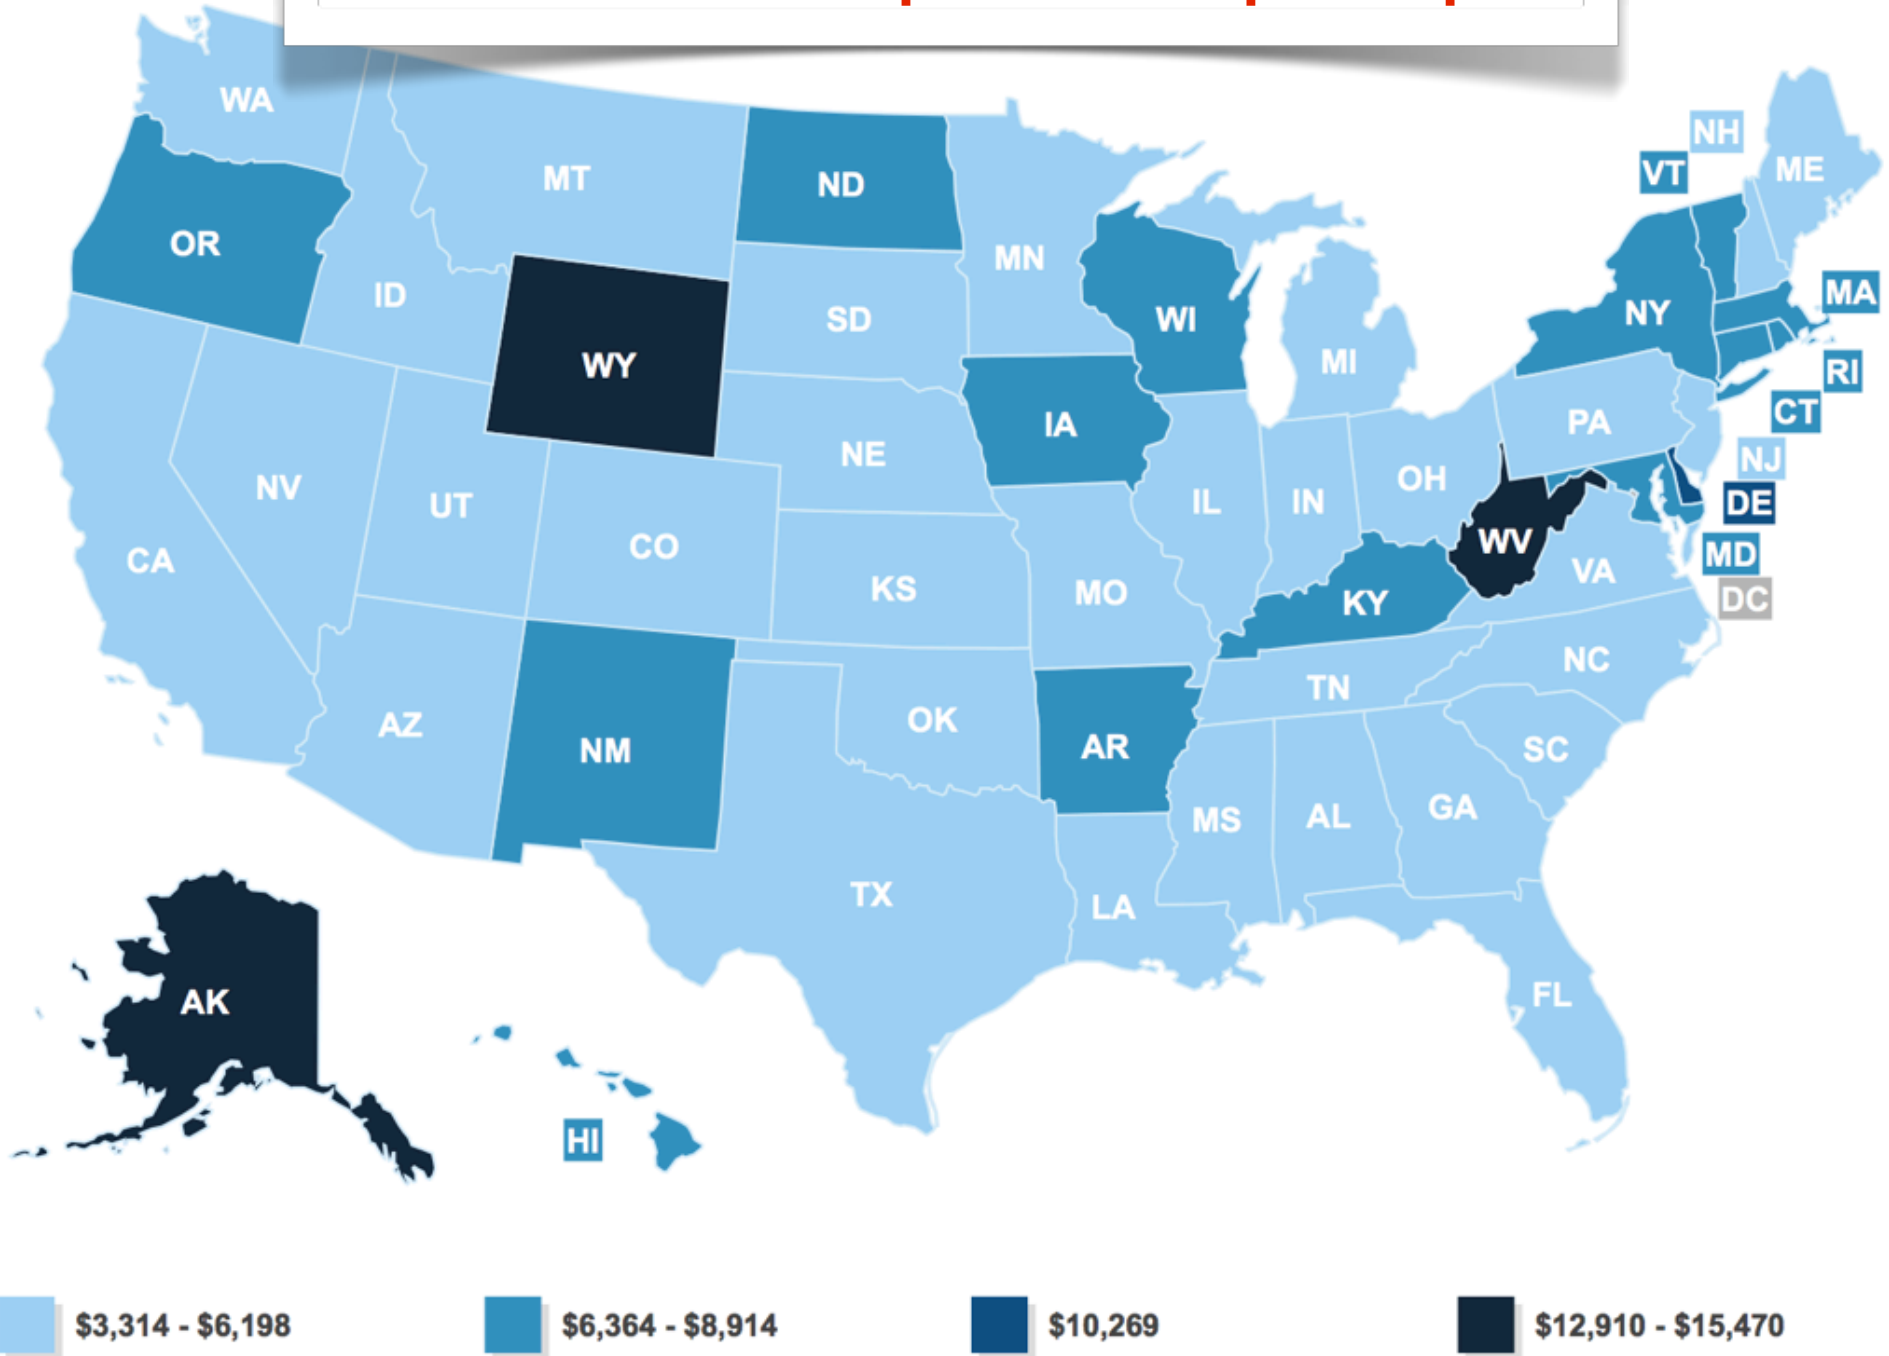 WA
MT
ND
MN
NH
VT
ME
OR
ID
WY
SD
WI
MI
NY
MA
RI
CT
NV
UT
CO
NE
IA
IL
IN
OH
PA
NJ
DE
CA
KS
MO
KY
WV
VA
MD
DC
AZ
NM
OK
AR
TN
NC
SC
TX
LA
MS
AL
GA
FL
AK
HI
$3,314 - $6,198
$6,364 - $8,914
$10,269
$12,910 - $15,470